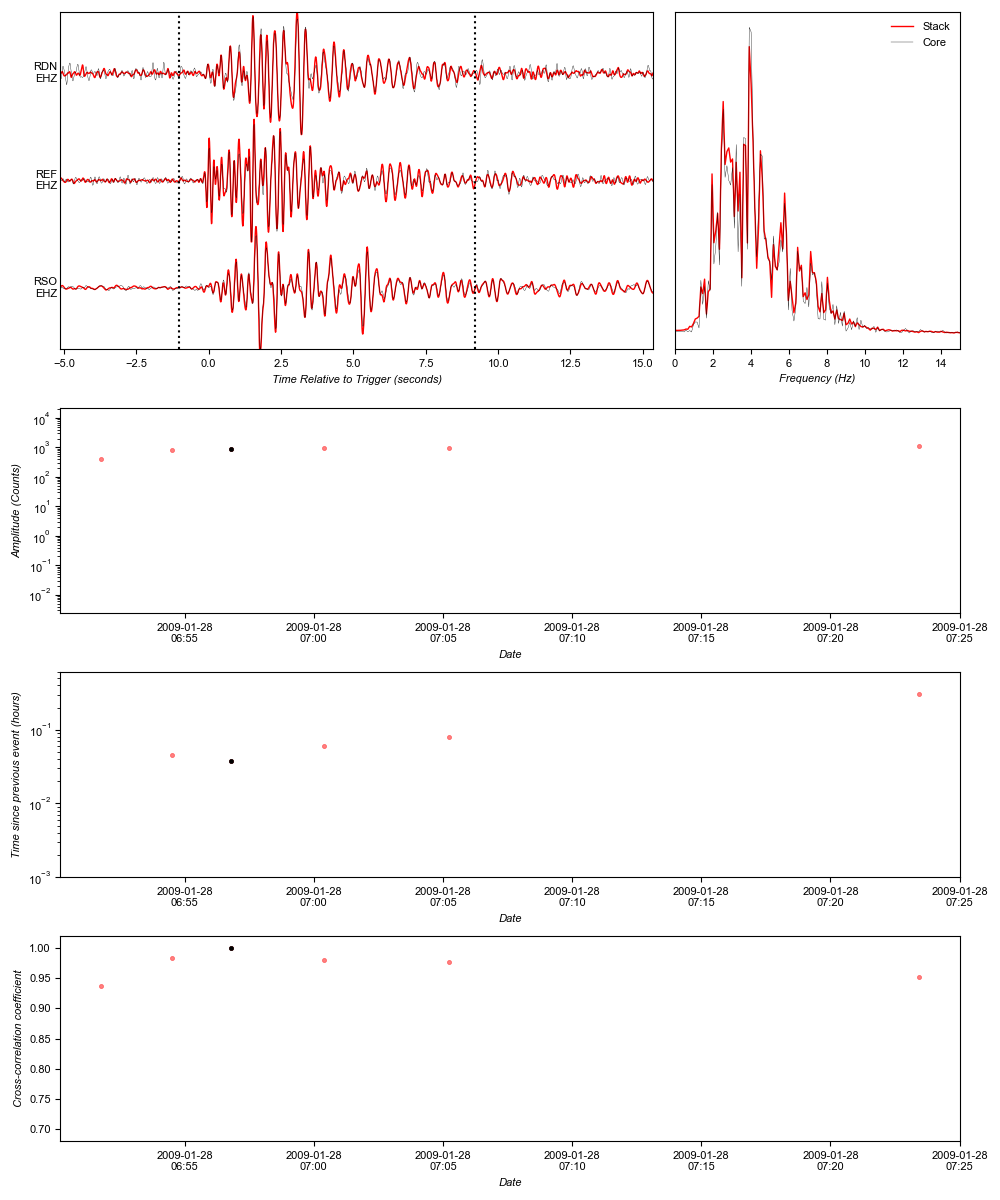 Stack
Core
RDN
EHZ
REF
EHZ
RSO
EHZ
−5.0 −2.5 0.0 2.5 5.0 7.5 10.0 12.5 15.0
Time Relative to Trigger (seconds)
0 2 4 6 8 10 12 14
Frequency (Hz)
10⁴
10³
10²
10¹
10⁰
10⁻¹
10⁻²
Amplitude (Counts)
2009-01-28 2009-01-28 2009-01-28 2009-01-28 2009-01-28 2009-01-28 2009-01-28
06:55 07:00 07:05 07:10 07:15 07:20 07:25
Date
10⁻¹
10⁻²
10⁻³
Time since previous event (hours)
2009-01-28 2009-01-28 2009-01-28 2009-01-28 2009-01-28 2009-01-28 2009-01-28
06:55 07:00 07:05 07:10 07:15 07:20 07:25
Date
1.00
0.95
0.90
0.85
0.80
0.75
0.70
Cross-correlation coefficient
2009-01-28 2009-01-28 2009-01-28 2009-01-28 2009-01-28 2009-01-28 2009-01-28
06:55 07:00 07:05 07:10 07:15 07:20 07:25
Date